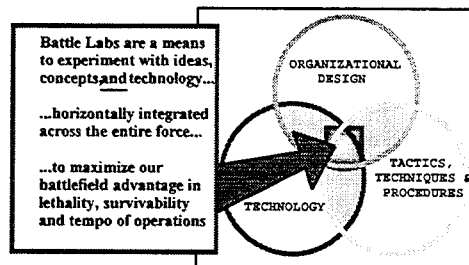 Battle Labs are a means
to experiment with ideas,
concepts,and technology...
...horizontally integrated
across the entire force...
...to maximize our
battlefield advantage in
lethality, survivability
and tempo of operations
ORGANIZATIONAL
DESIGN
TACTICS,
TECHNIQUES &
PROCEDURES
TECHNOLOGY